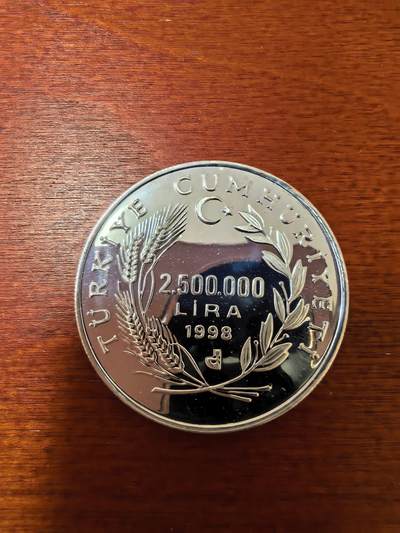 TÜRKİYE CUMHURİYETİ
2.500.000
LİRA
1998